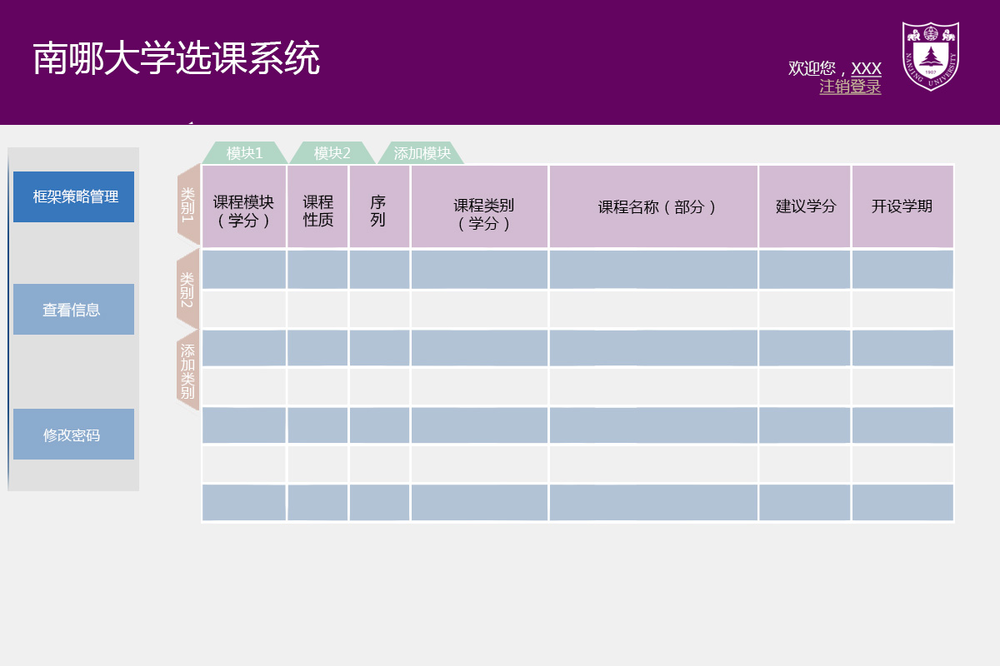 南哪大学选课系统
欢迎您，XXX
注销登录
NANJING UNIVERSITY
1902
框架策略管理
查看信息
修改密码
模块1
模块2
添加模块
类别1
类别2
添加类别
课程模块
（学分）
课程
性质
序
列
课程类别
（学分）
课程名称（部分）
建议学分
开设学期